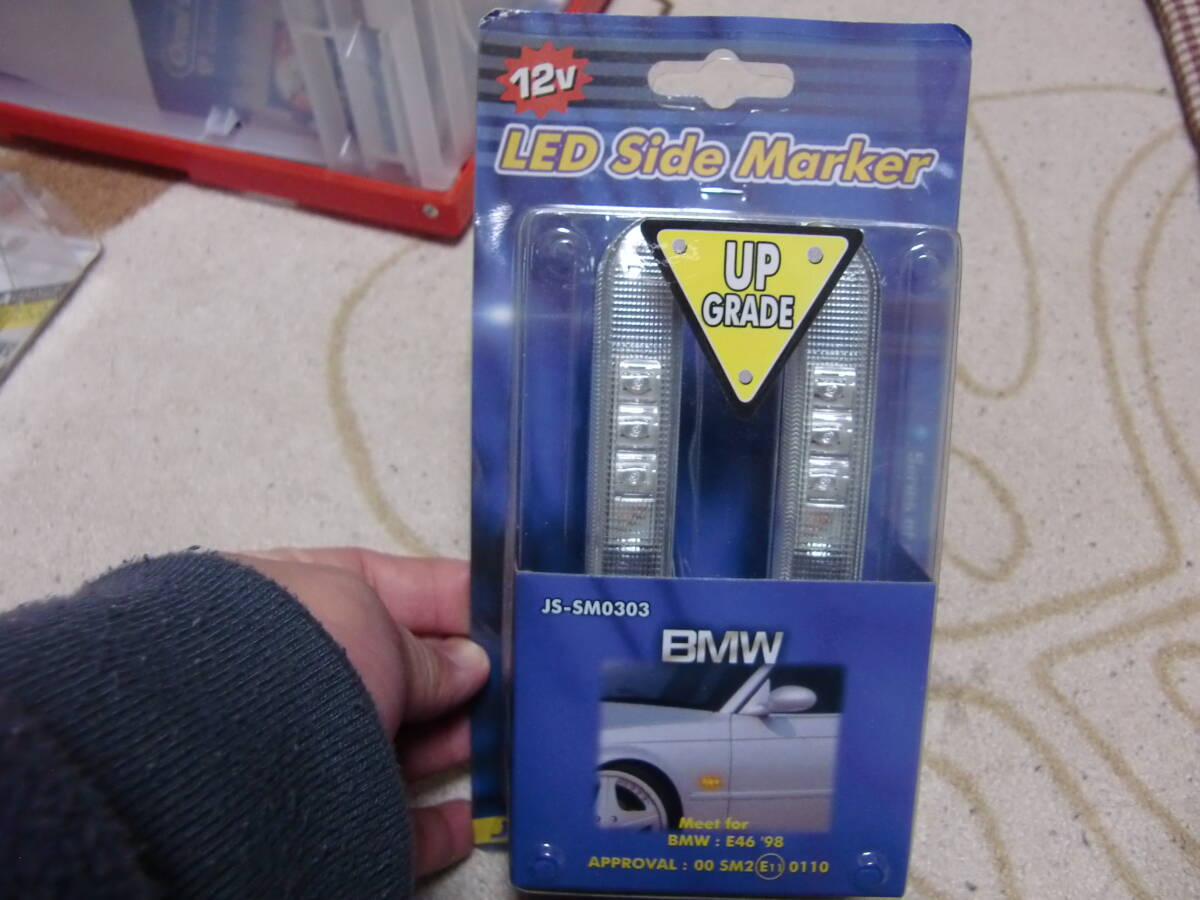 12v
LED Side Marker
UP
GRADE
JS-SM0303
BMW
Meet for
BMW : E46 '98
APPROVAL : 00 SM2 E11 0110